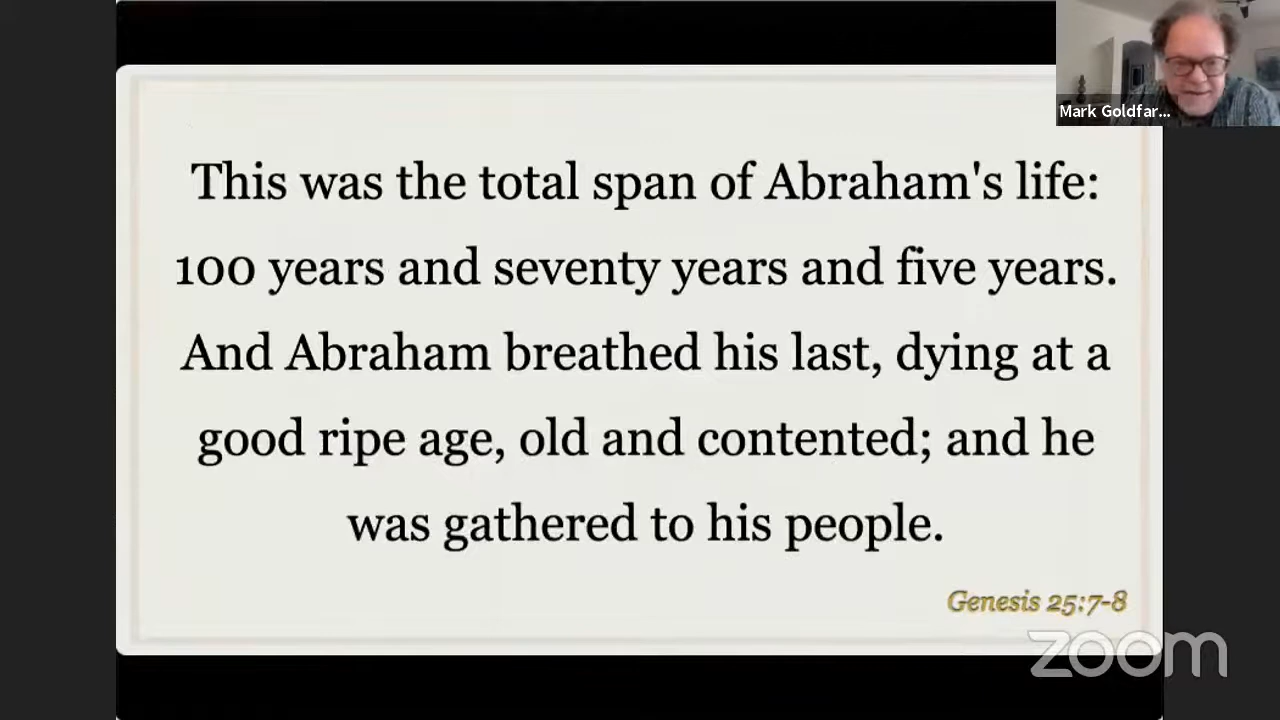 Mark Goldfar...
This was the total span of Abraham's life:
100 years and seventy years and five years.
And Abraham breathed his last, dying at a
good ripe age, old and contented; and he
was gathered to his people.
Genesis 25:7-8
zoom